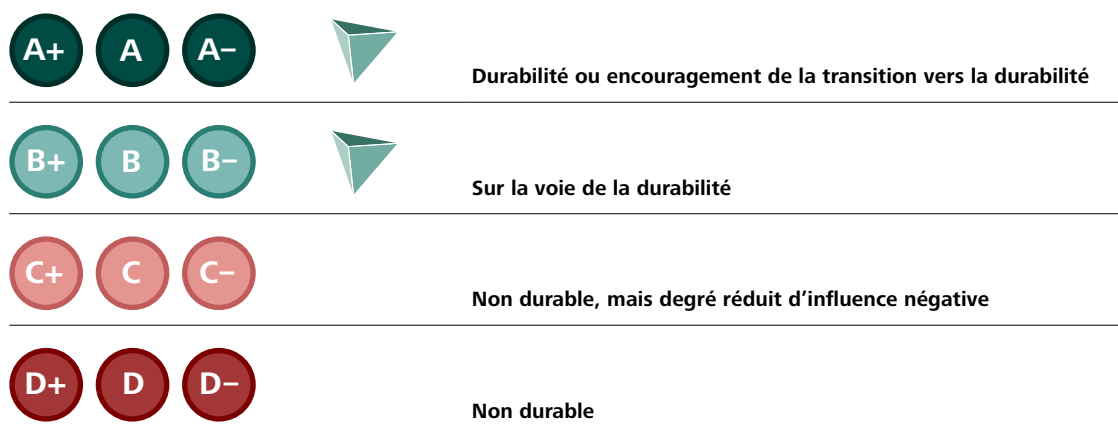 A+ A A−
Durabilité ou encouragement de la transition vers la durabilité
B+ B B−
Sur la voie de la durabilité
C+ C C−
Non durable, mais degré réduit d’influence négative
D+ D D−
Non durable